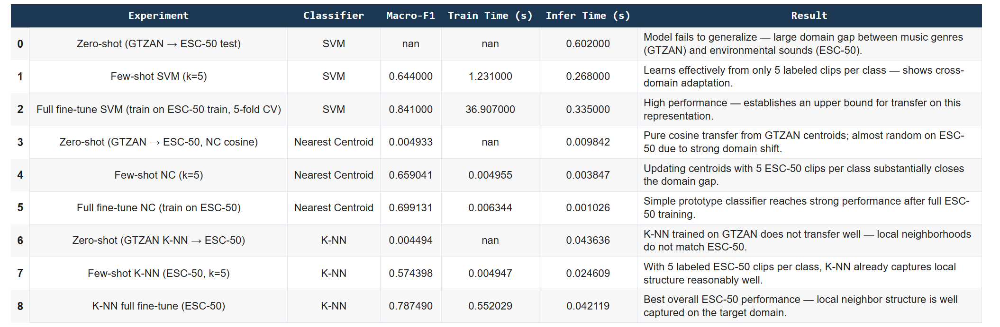 Experiment Classifier Macro-F1 Train Time (s) Infer Time (s) Result
0 Zero-shot (GTZAN → ESC-50 test) SVM nan nan 0.602000 Model fails to generalize — large domain gap between music genres
(GTZAN) and environmental sounds (ESC-50).
1 Few-shot SVM (k=5) SVM 0.644000 1.231000 0.268000 Learns effectively from only 5 labeled clips per class — shows cross-
domain adaptation.
2 Full fine-tune SVM (train on ESC-50 train, 5-fold CV) SVM 0.841000 36.907000 0.335000 High performance — establishes an upper bound for transfer on this
representation.
3 Zero-shot (GTZAN → ESC-50, NC cosine) Nearest Centroid 0.004933 nan 0.009842 Pure cosine transfer from GTZAN centroids; almost random on ESC-
50 due to strong domain shift.
4 Few-shot NC (k=5) Nearest Centroid 0.659041 0.004955 0.003847 Updating centroids with 5 ESC-50 clips per class substantially closes
the domain gap.
5 Full fine-tune NC (train on ESC-50) Nearest Centroid 0.699131 0.006344 0.001026 Simple prototype classifier reaches strong performance after full ESC-
50 training.
6 Zero-shot (GTZAN K-NN → ESC-50) K-NN 0.004494 nan 0.043636 K-NN trained on GTZAN does not transfer well — local neighborhoods
do not match ESC-50.
7 Few-shot K-NN (ESC-50, k=5) K-NN 0.574398 0.004947 0.024609 With 5 labeled ESC-50 clips per class, K-NN already captures local
structure reasonably well.
8 K-NN full fine-tune (ESC-50) K-NN 0.787490 0.552029 0.042119 Best overall ESC-50 performance — local neighbor structure is well
captured on the target domain.